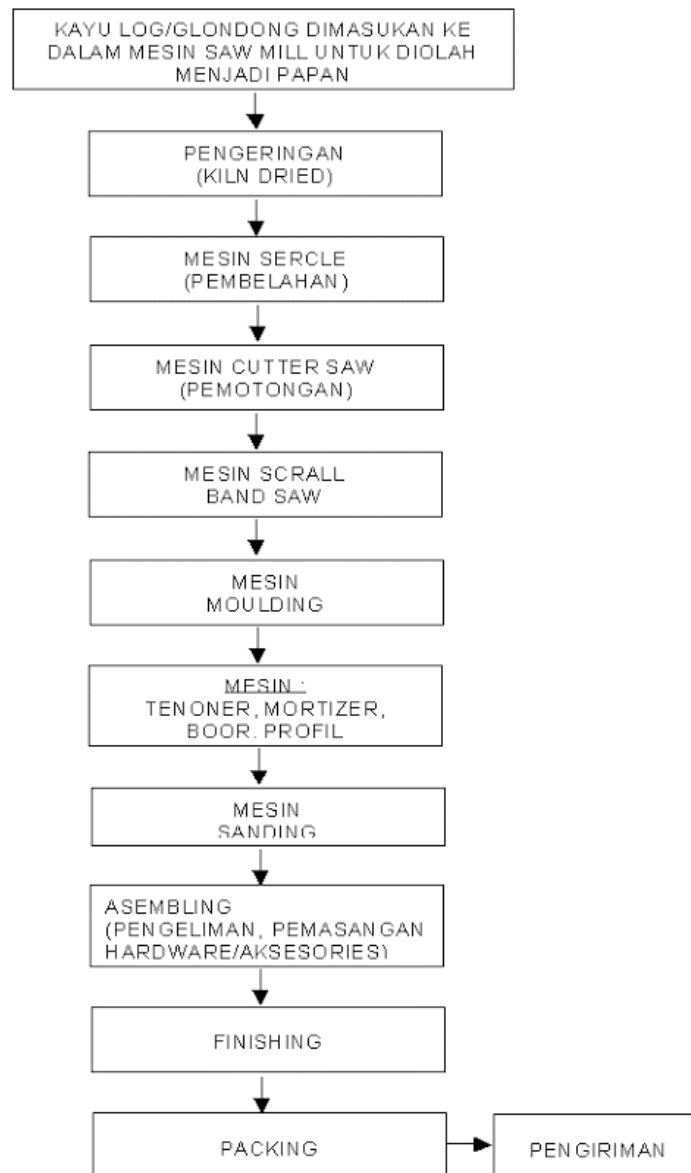 KAYU LOG/GLONDONG DIMASUKAN KE
DALAM MESIN SAW MILL UNTUK DIOLAH
MENJADI PAPAN
PENGERINGAN
(KILN DRIED)
MESIN SERCLE
(PEMBELAHAN)
MESIN CUTTER SAW
(PEMOTONGAN)
MESIN SCRALL
BAND SAW
MESIN
MOULDING
MESIN :
TENONER, MORTIZER,
BOOR. PROFIL
MESIN
SANDING
ASEMBLING
(PENGELIMAN, PEMASANGAN
HARDWARE/AKSESORIES)
FINISHING
PACKING
PENGIRIMAN